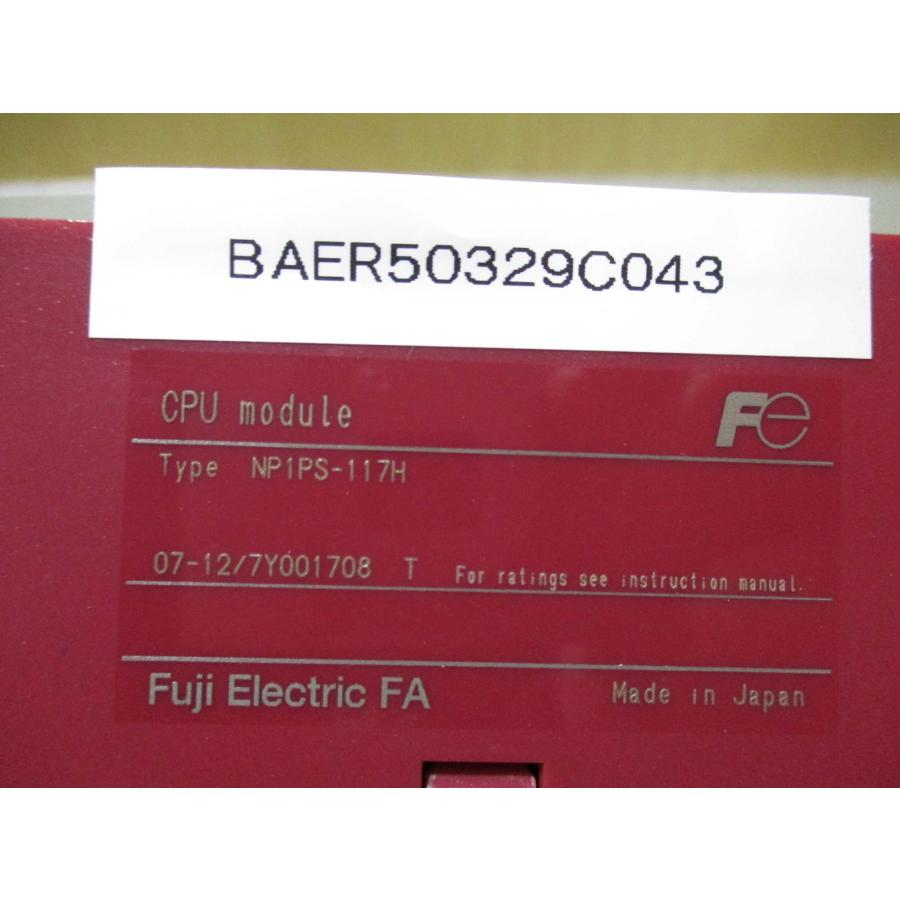 BAER50329C043
CPU module
Fe
Type NP1PS-117H
07-12/7Y001708 T For ratings see instruction manual.
Fuji Electric FA Made in Japan